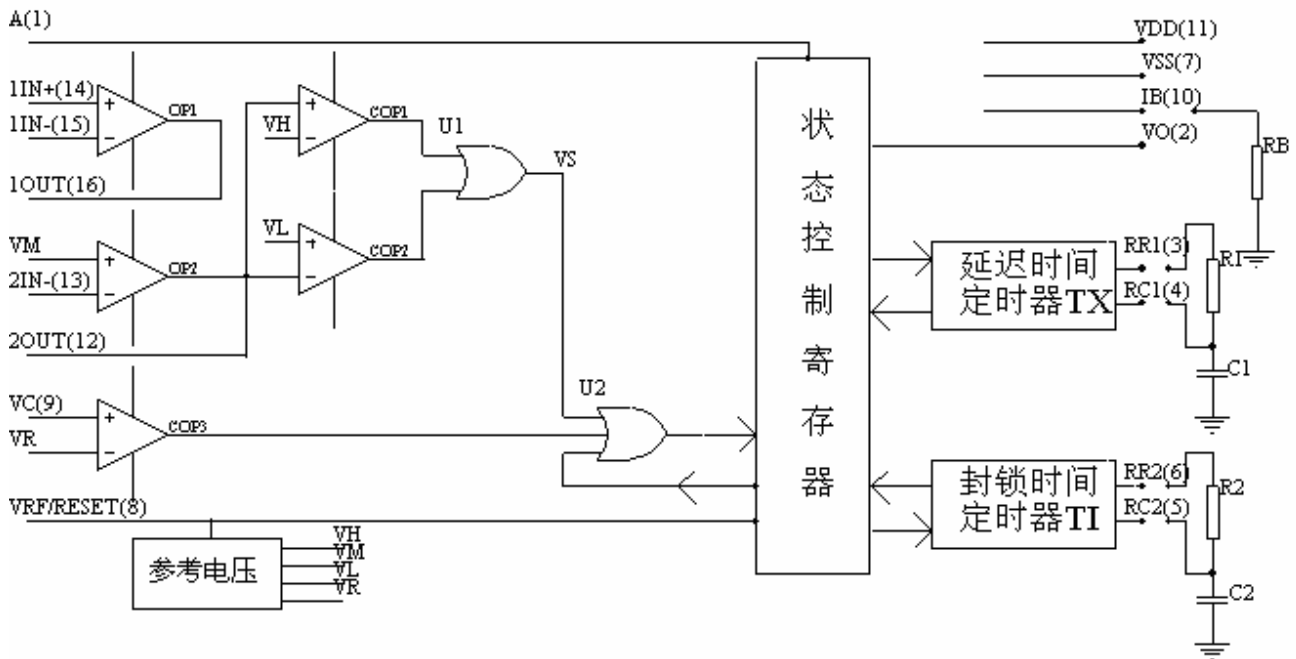 A(1)
VDD(11)
VSS(7)
1IN+(14)
1IN-(15)
OP1
COP1
VH
U1
IB(10)
VO(2)
RB
1OUT(16)
VS
VM
2IN-(13)
OP2
VL
COP2
2OUT(12)
状态控制寄存器
延迟时间
定时器TX
RR1(3)
RC1(4)
R1
C1
VC(9)
VR
COP3
U2
VRF/RESET(8)
参考电压
VH
VM
VL
VR
封锁时间
定时器TI
RR2(6)
RC2(5)
R2
C2